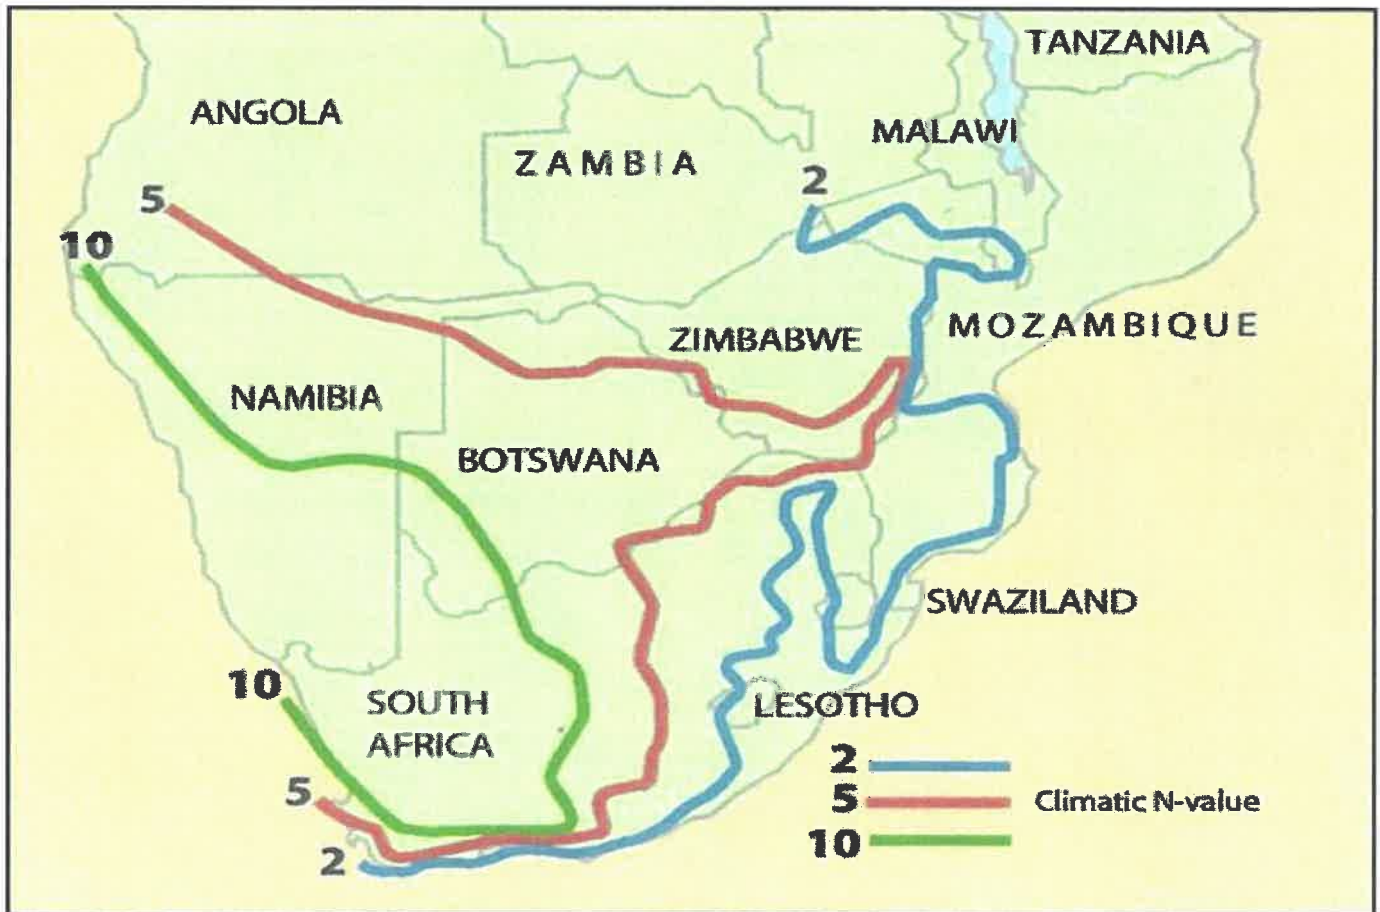 TANZANIA
ANGOLA
MALAWI
ZAMBIA
2
5
10
MOZAMBIQUE
ZIMBABWE
NAMIBIA
BOTSWANA
SWAZILAND
10
SOUTH
AFRICA
LESOTHO
2
5
Climatic N-value
10
5
2